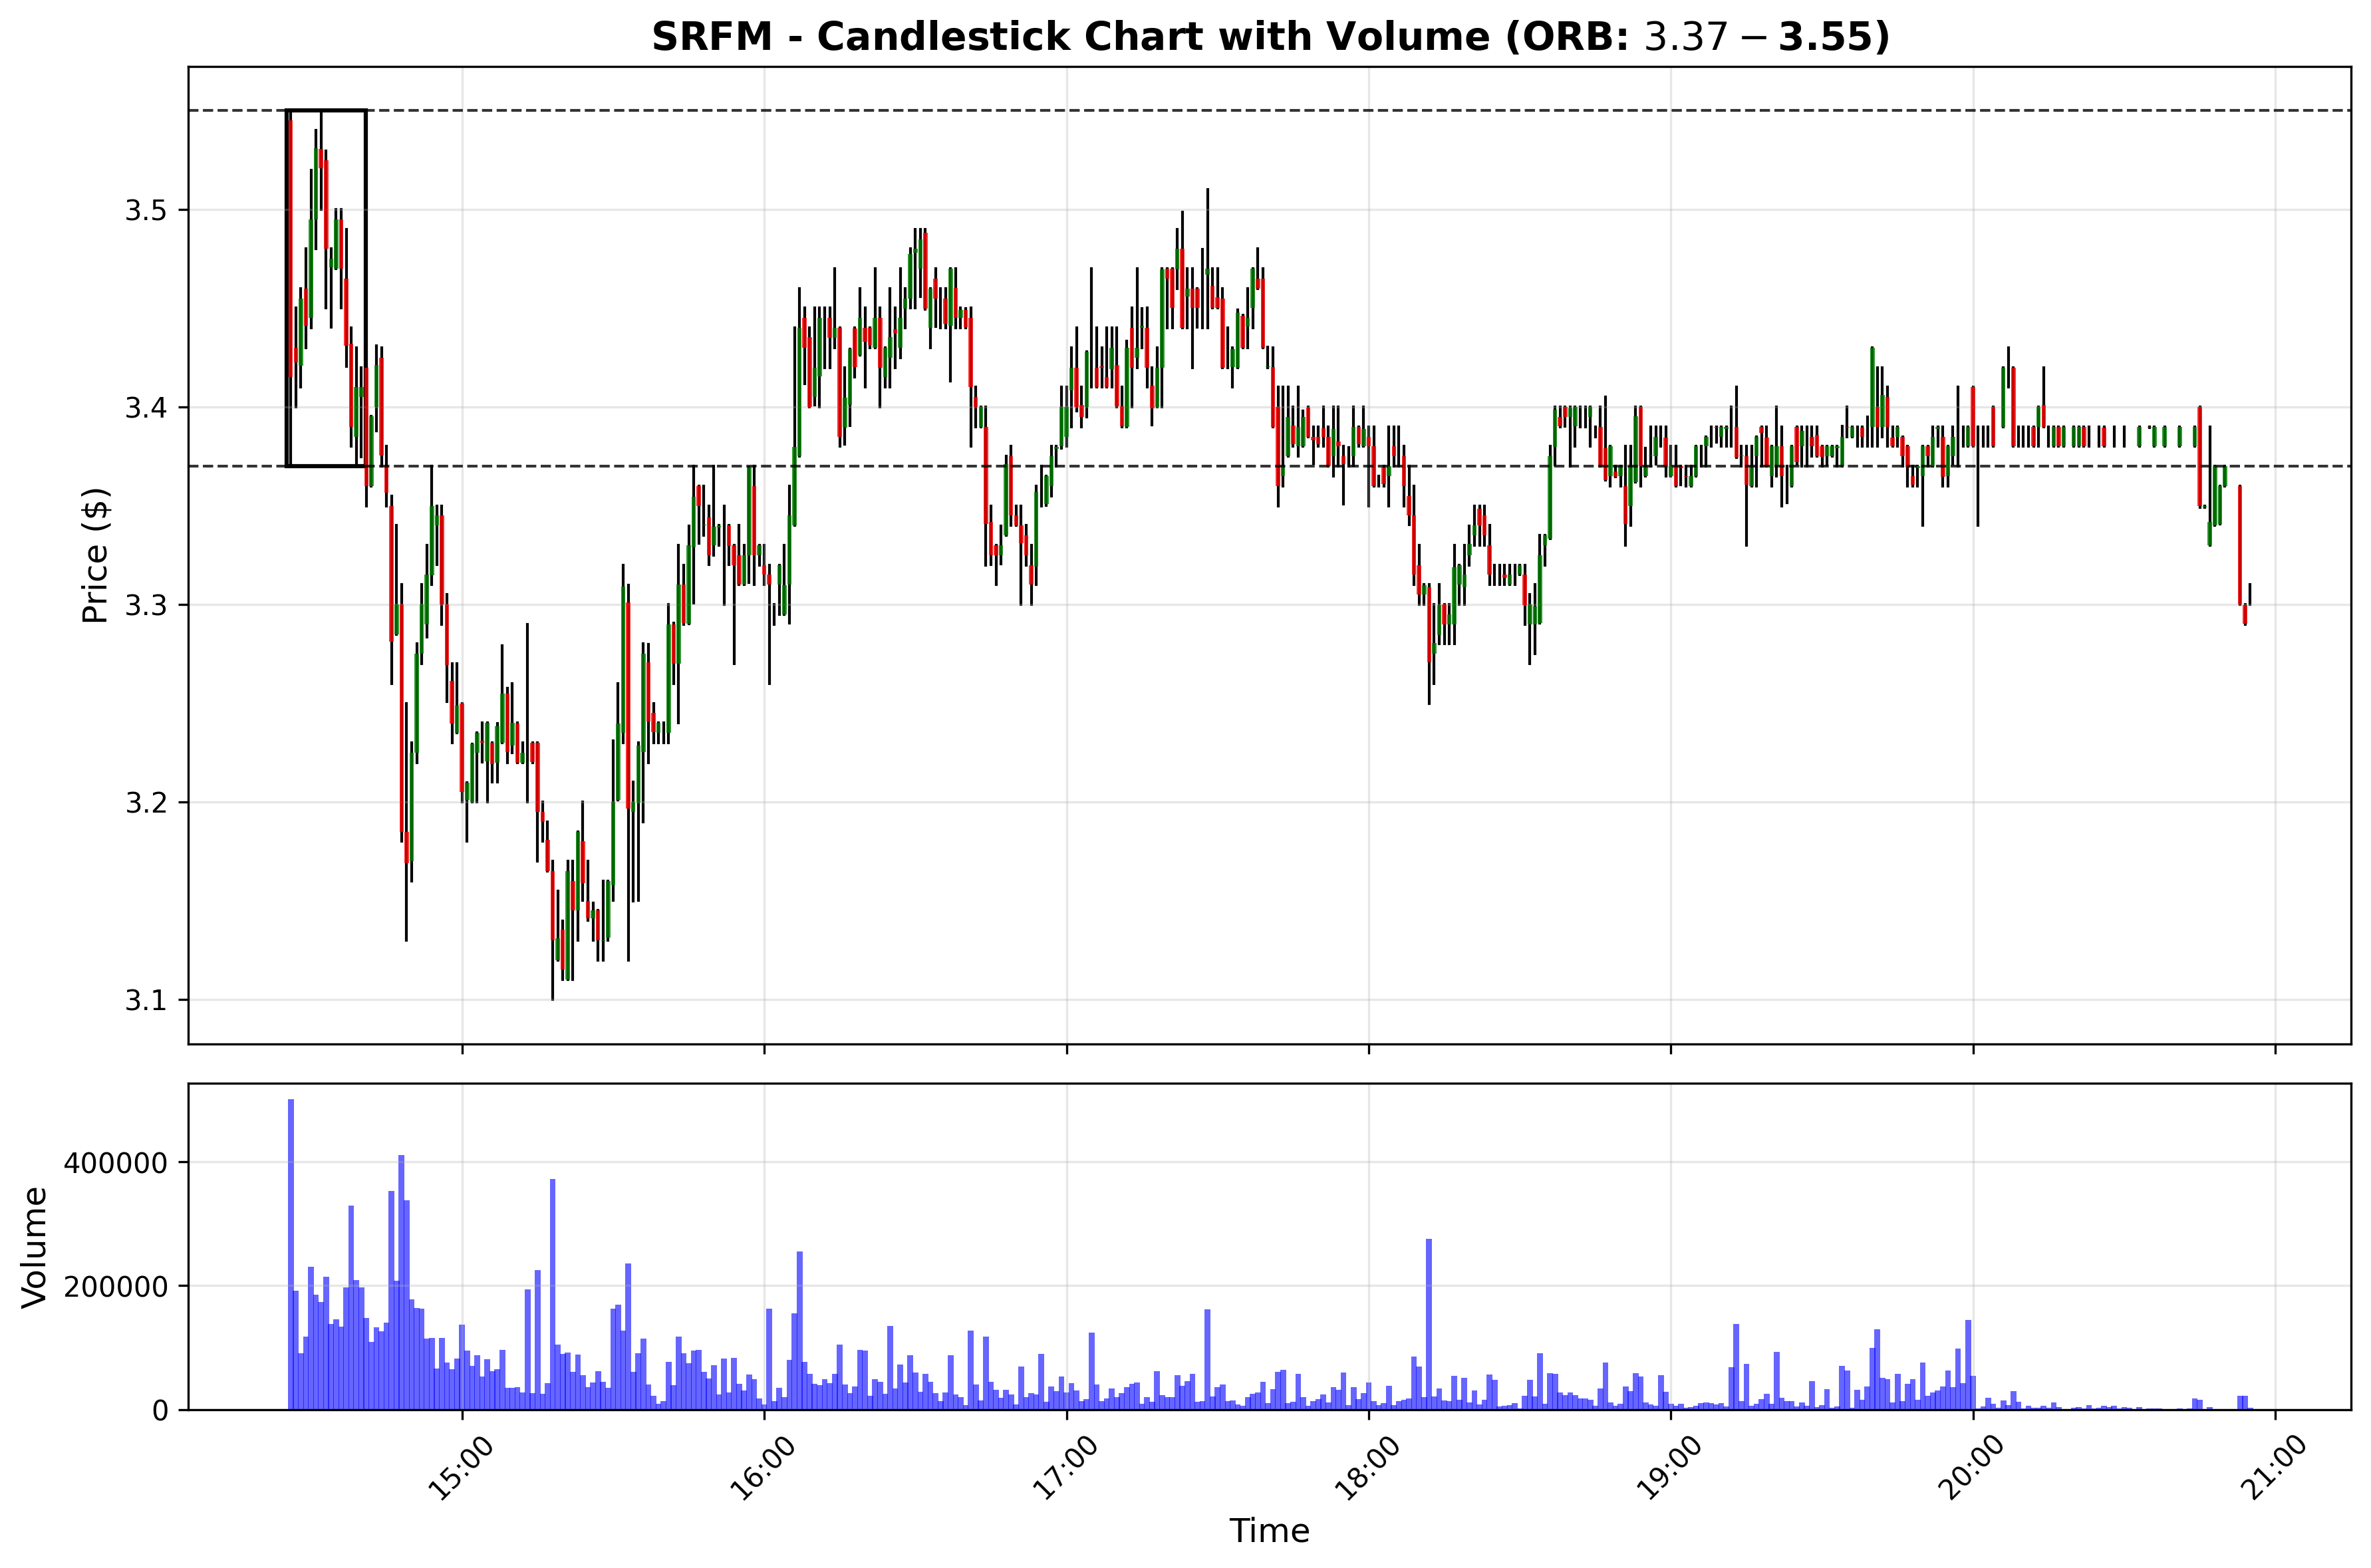 SRFM - Candlestick Chart with Volume (ORB: 3.37 − 3.55)
3.5
3.4
3.3
3.2
3.1
Price ($)
400000
200000
0
Volume
15:00 16:00 17:00 18:00 19:00 20:00 21:00
Time